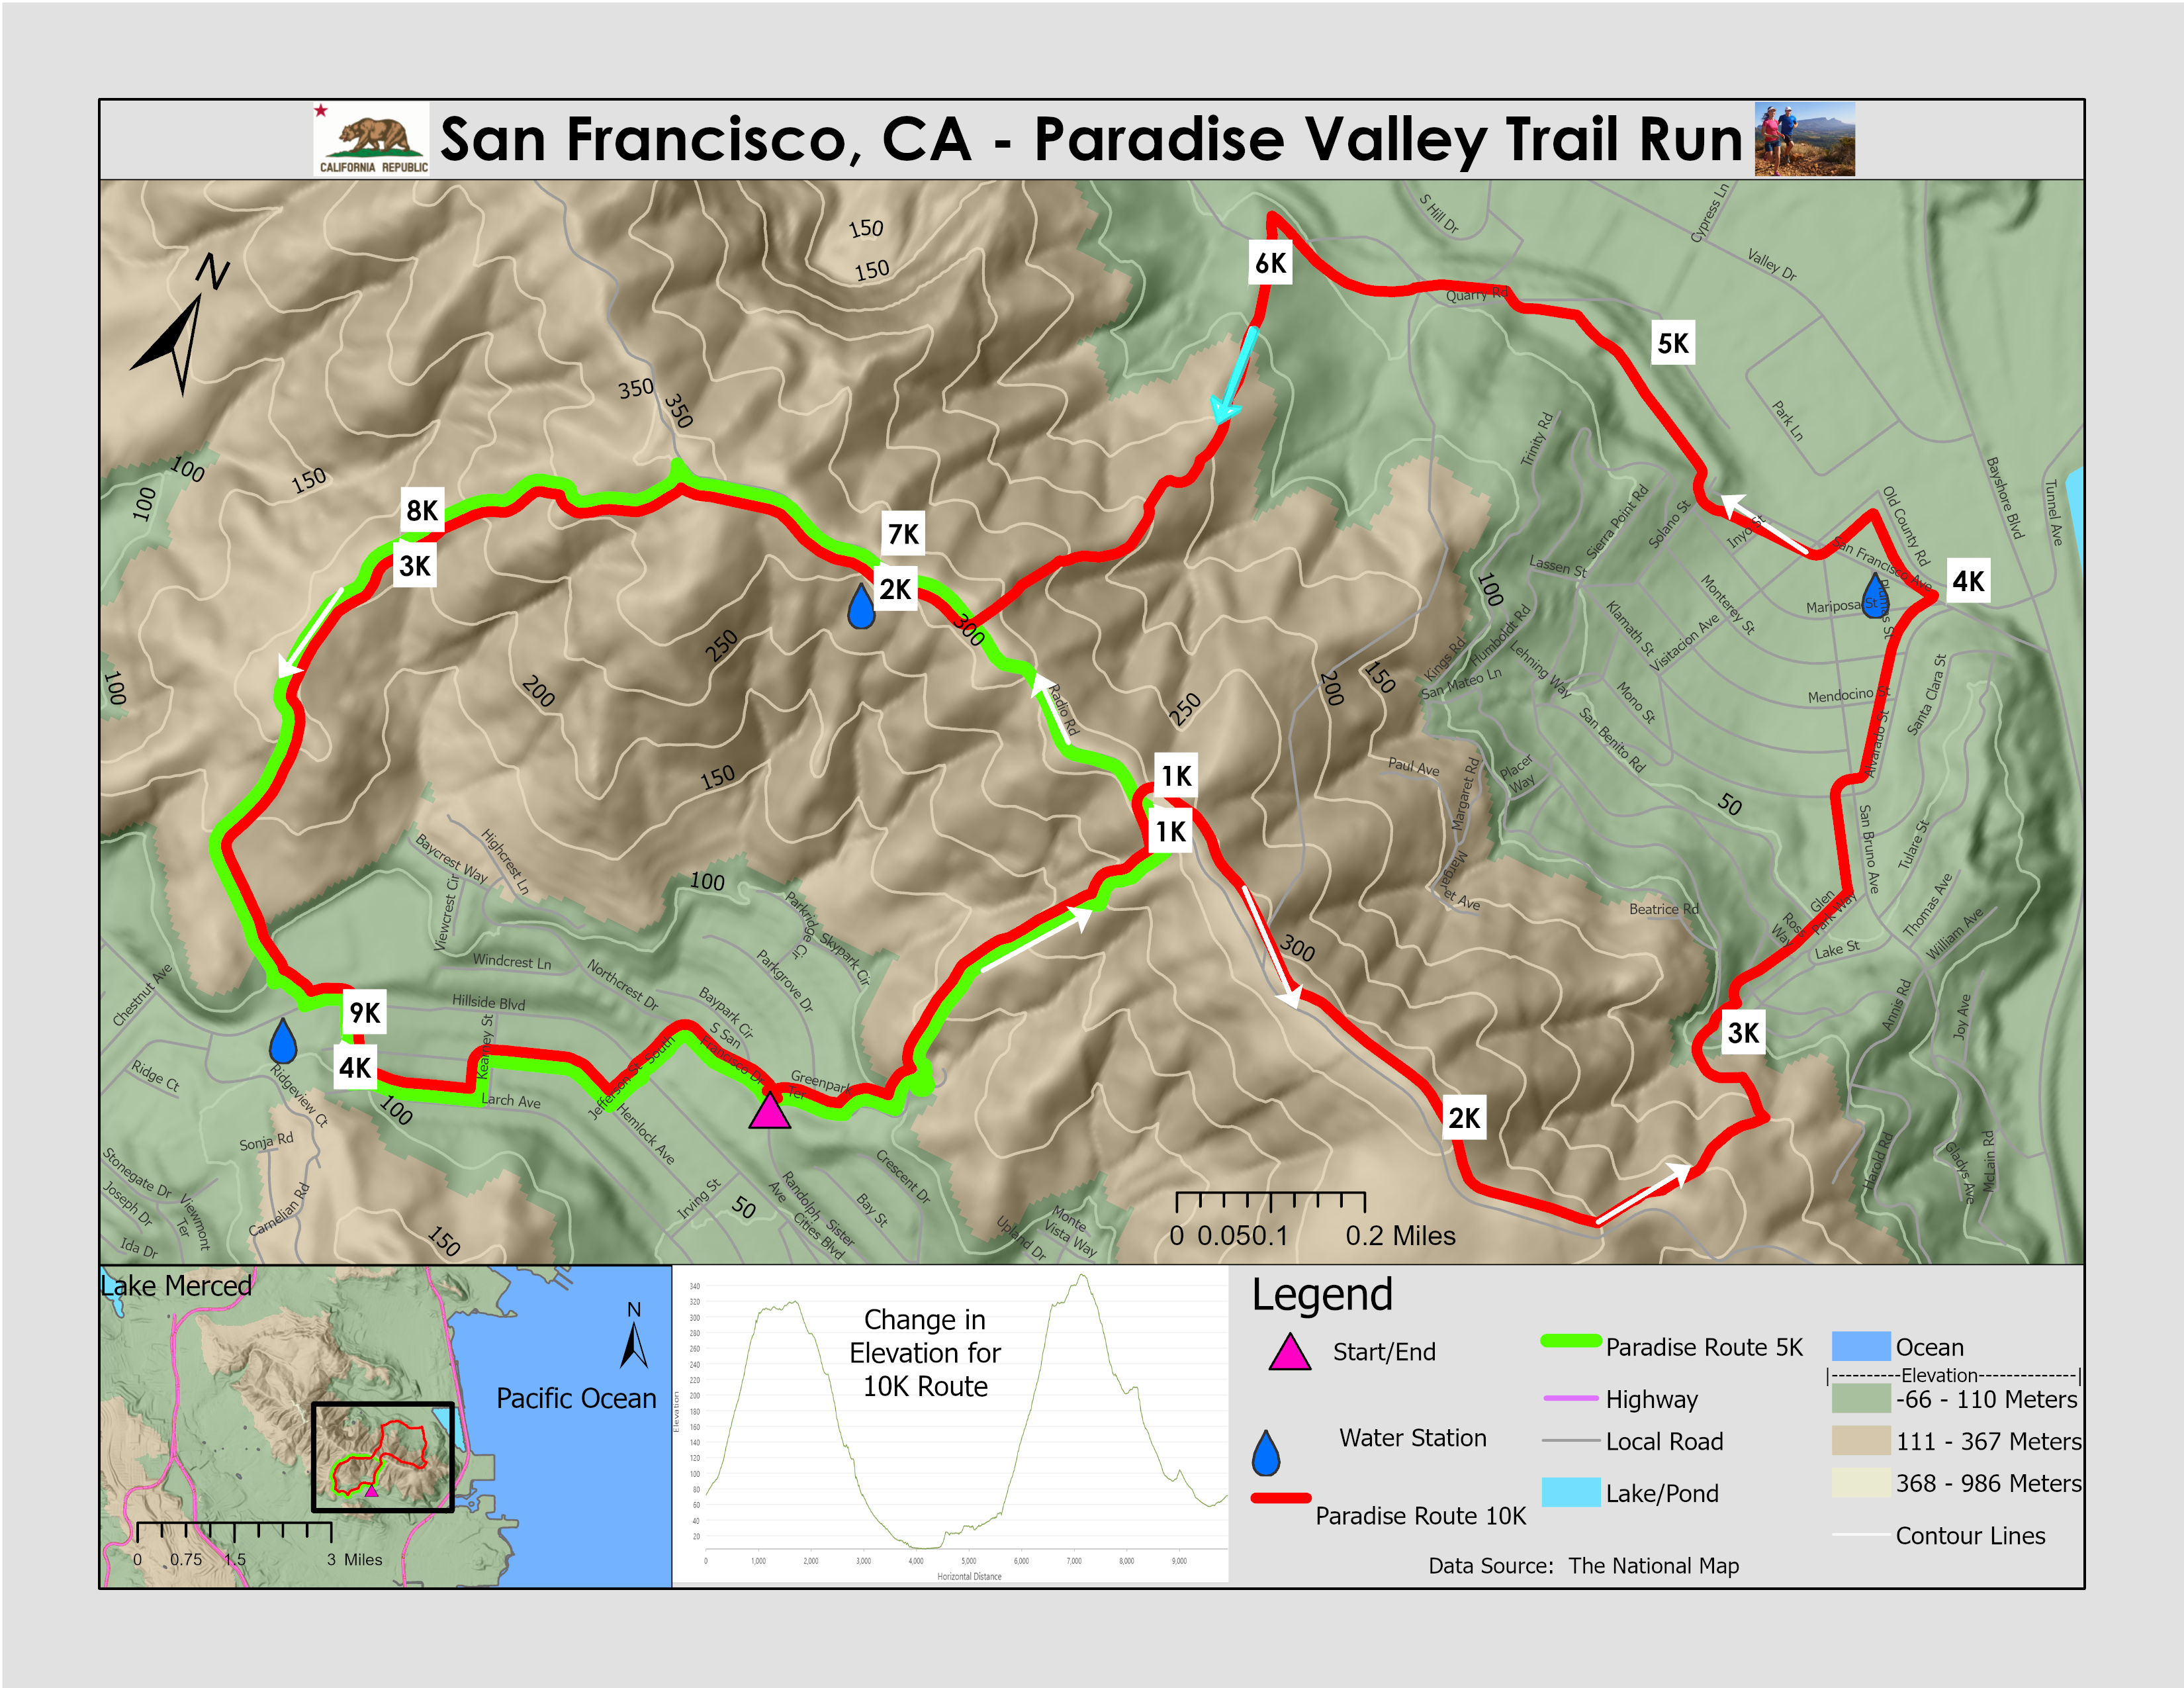 CALIFORNIA REPUBLIC
San Francisco, CA - Paradise Valley Trail Run
N
150
150
350
350
100
100
150
100
250
200
150
300
250
200
150
100
50
300
100
100
50
150
6K
5K
4K
8K
3K
7K
2K
1K
1K
9K
4K
3K
2K
S Hill Dr
Cypress Ln
Valley Dr
Quarry Rd
Park Ln
Bayshore Blvd
Tunnel Ave
Old County Rd
San Francisco Ave
Trinity Rd
Sierra Point Rd
Solano St
Inyo St
Lassen St
Monterey St
Mariposa St
Plumas St
Klamath St
Visitacion Ave
Humboldt Rd
Kings Rd
Lehning Way
San Mateo Ln
Mono St
San Benito Rd
Mendocino St
Santa Clara St
Alvarado St
Radio Rd
Paul Ave
Margaret Rd
Placer
Way
Margar
et Ave
San Bruno Ave
Tulare St
Beatrice Rd
Glen
Park Way
Ross
Way
Lake St
Thomas Ave
William Ave
Annis Rd
Joy Ave
Harold Rd
Gladys Ave
McLain Rd
Highcrest Ln
Baycrest Way
Viewcrest Cir
Windcrest Ln
Northcrest Dr
Parkridge Cir
Skypark Cir
Parkgrove Dr
Baypark Cir
Hillside Blvd
Chestnut Ave
Kearney St
S San
Francisco Dr
Jefferson St
South
Greenpark
Ter
Ridge Ct
Ridgeview Ct
Larch Ave
Hemlock Ave
Sonja Rd
Stonegate Dr
Joseph Dr
Viewmont
Ter
Ida Dr
Carnelian Rd
Irving St
Randolph
Ave
Sister
Cities Blvd
Bay St
Crescent Dr
Upland Dr
Monte
Vista Way
0 0.05 0.1 0.2 Miles
Lake Merced
N
Pacific Ocean
0 0.75 1.5 3 Miles
Change in
Elevation for
10K Route
340
320
300
280
260
240
220
200
180
160
140
120
100
80
60
40
20
Elevation
0 1,000 2,000 3,000 4,000 5,000 6,000 7,000 8,000 9,000
Horizontal Distance
Legend
Start/End
Water Station
Paradise Route 10K
Paradise Route 5K
Highway
Local Road
Lake/Pond
Ocean
|----------Elevation--------------|
-66 - 110 Meters
111 - 367 Meters
368 - 986 Meters
Contour Lines
Data Source: The National Map